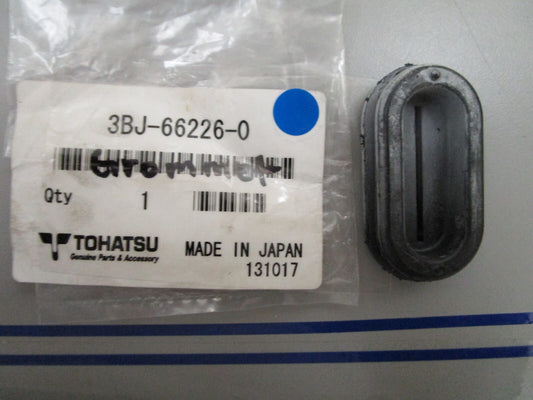 3BJ-66226-0
Grommet
Qty 1
TOHATSU
Genuine Parts & Accessory
MADE IN JAPAN
131017